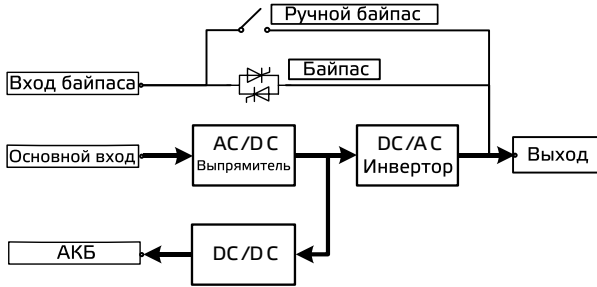 Ручной байпас
Байпас
Вход байпаса
AC/DC
Выпрямитель
DC/AC
Инвертор
Основной вход
Выход
АКБ
DC/DC